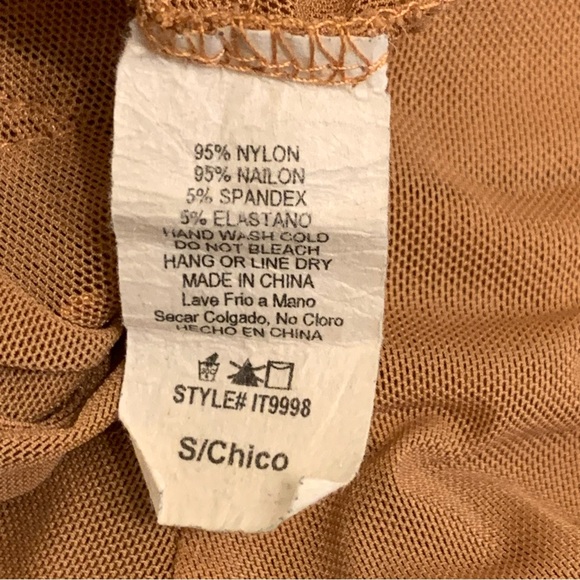 95% NYLON
95% NAILON
5% SPANDEX
5% ELASTANO
HAND WASH COLD
DO NOT BLEACH
HANG OR LINE DRY
MADE IN CHINA
Lave Frio a Mano
Secar Colgado, No Cloro
HECHO EN CHINA
STYLE# IT9998
S/Chico